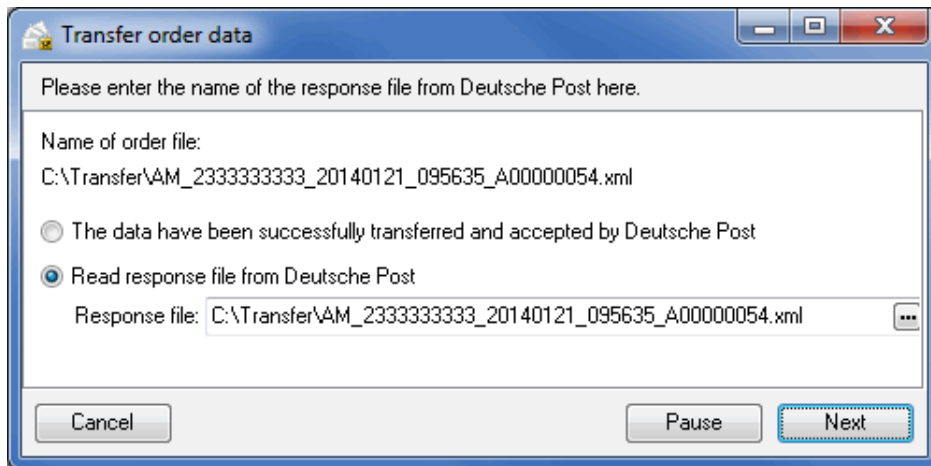 Transfer order data
Please enter the name of the response file from Deutsche Post here.
Name of order file:
C:\Transfer\AM_2333333333_20140121_095635_A00000054.xml
The data have been successfully transferred and accepted by Deutsche Post
Read response file from Deutsche Post
Response file: C:\Transfer\AM_2333333333_20140121_095635_A00000054.xml ...
Cancel Pause Next